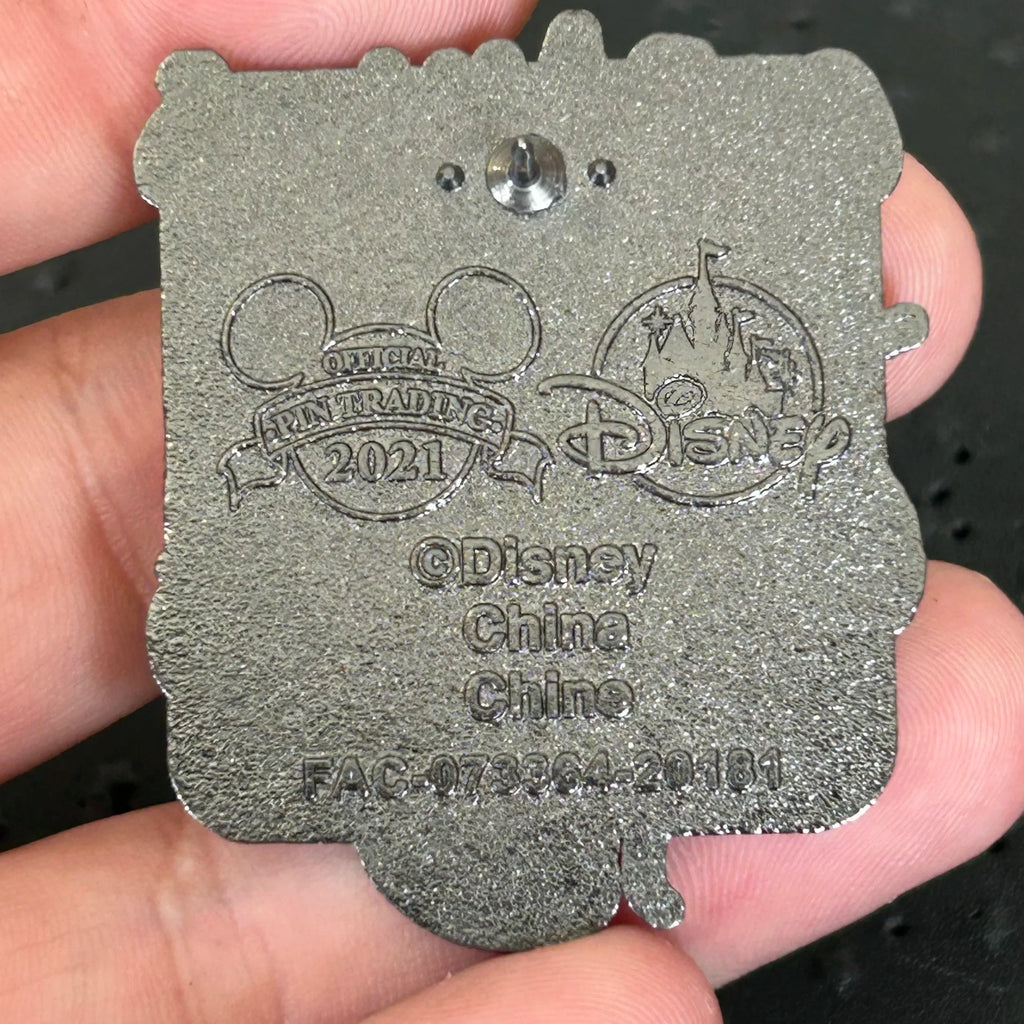 OFFICIAL
PIN TRADING
2021
Disney
©Disney
China
Chine
FAC-073364-20181